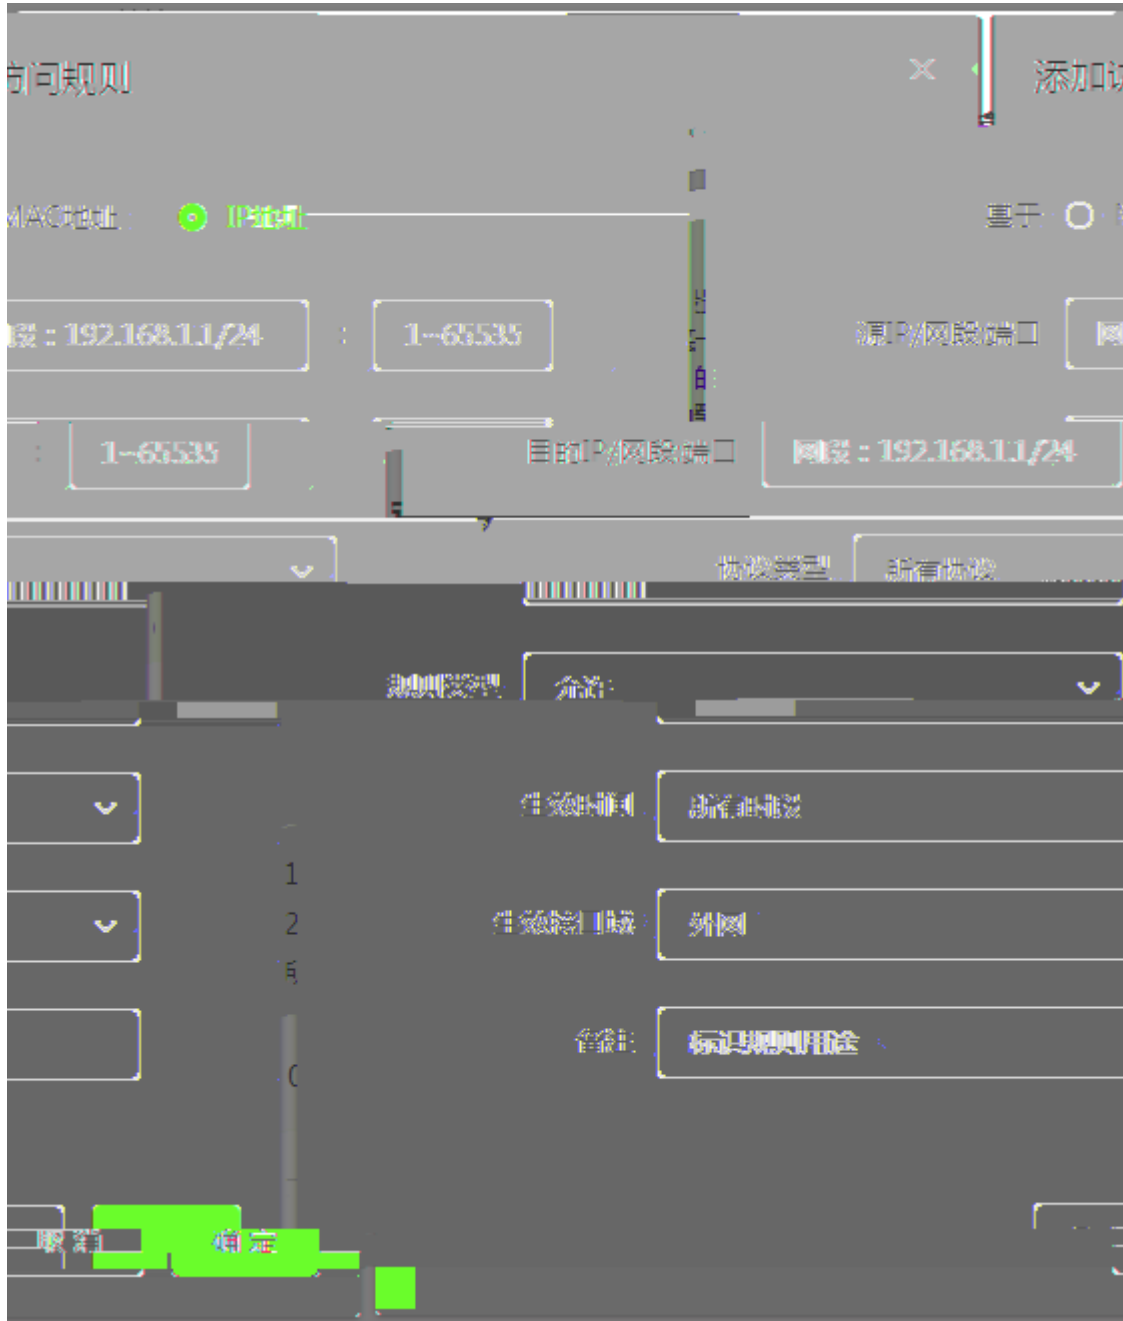 访问规则
添加访
MAC地址
IP地址
基于
段：192.168.1.1/24 : 1~65535
源IP/网段:端口
网
: 1~65535
目的IP/网段:端口
网段：192.168.1.1/24
协议类型
所有协议
规则类型
允许
生效时间
所有时段
1
2
生效接口域
外网
备注
标识规则用途
取消
确定